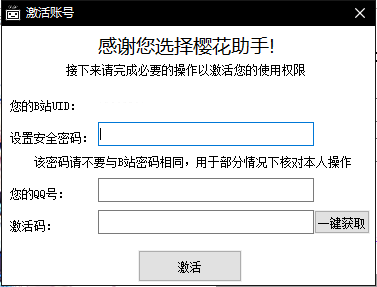 激活账号
感谢您选择樱花助手!
接下来请完成必要的操作以激活您的使用权限
您的B站UID:
设置安全密码:
该密码请不要与B站密码相同，用于部分情况下核对本人操作
您的QQ号:
激活码: 一键获取
激活